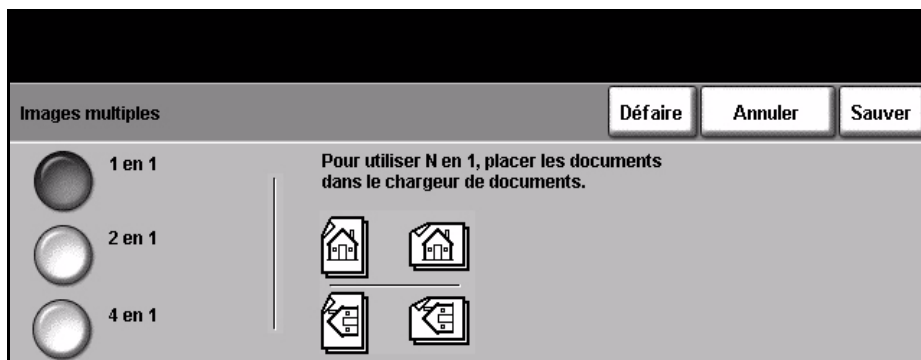 Images multiples
Défaire
Annuler
Sauver
1 en 1
2 en 1
4 en 1
Pour utiliser N en 1, placer les documents
dans le chargeur de documents.